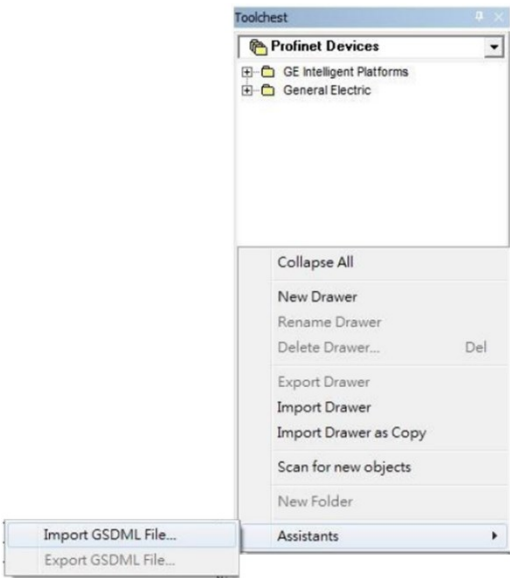 Toolchest
Profinet Devices
GE Intelligent Platforms
General Electric
Collapse All
New Drawer
Rename Drawer
Delete Drawer... Del
Export Drawer
Import Drawer
Import Drawer as Copy
Scan for new objects
New Folder
Assistants
Import GSDML File...
Export GSDML File...